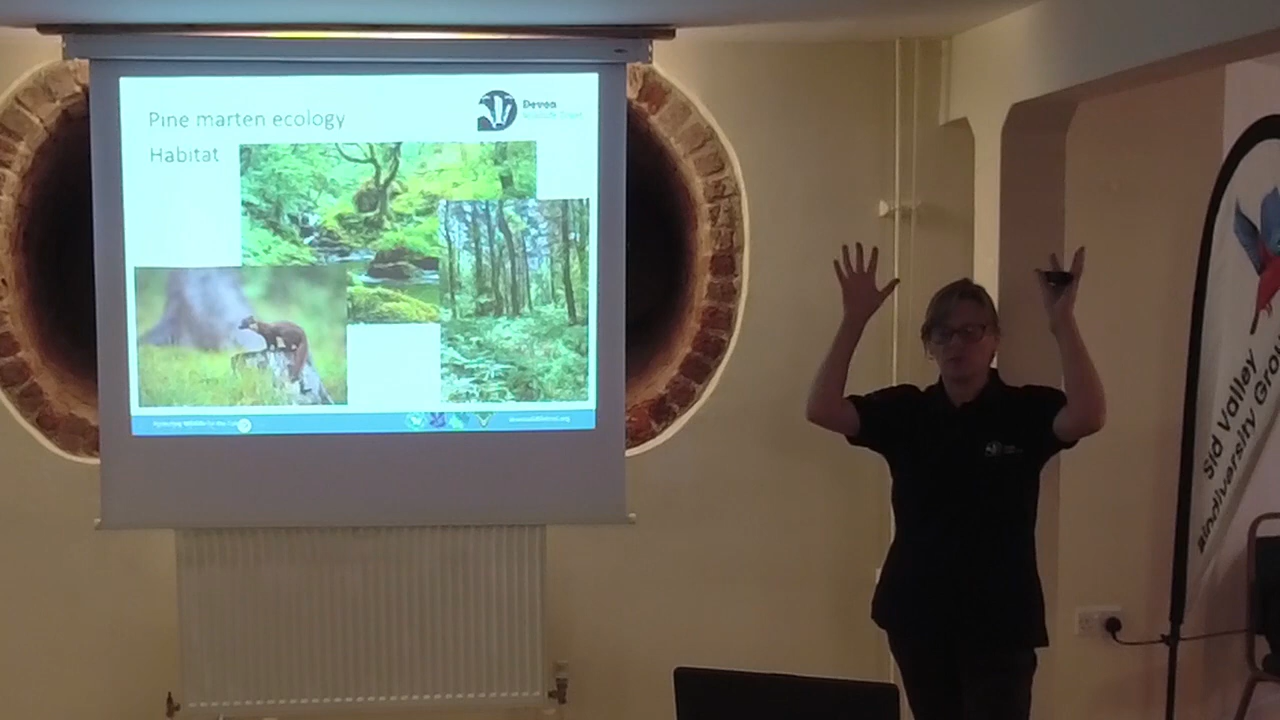 Pine marten ecology
Habitat
Devon
Wildlife Trust
Sid Valley
Biodiversity Gro